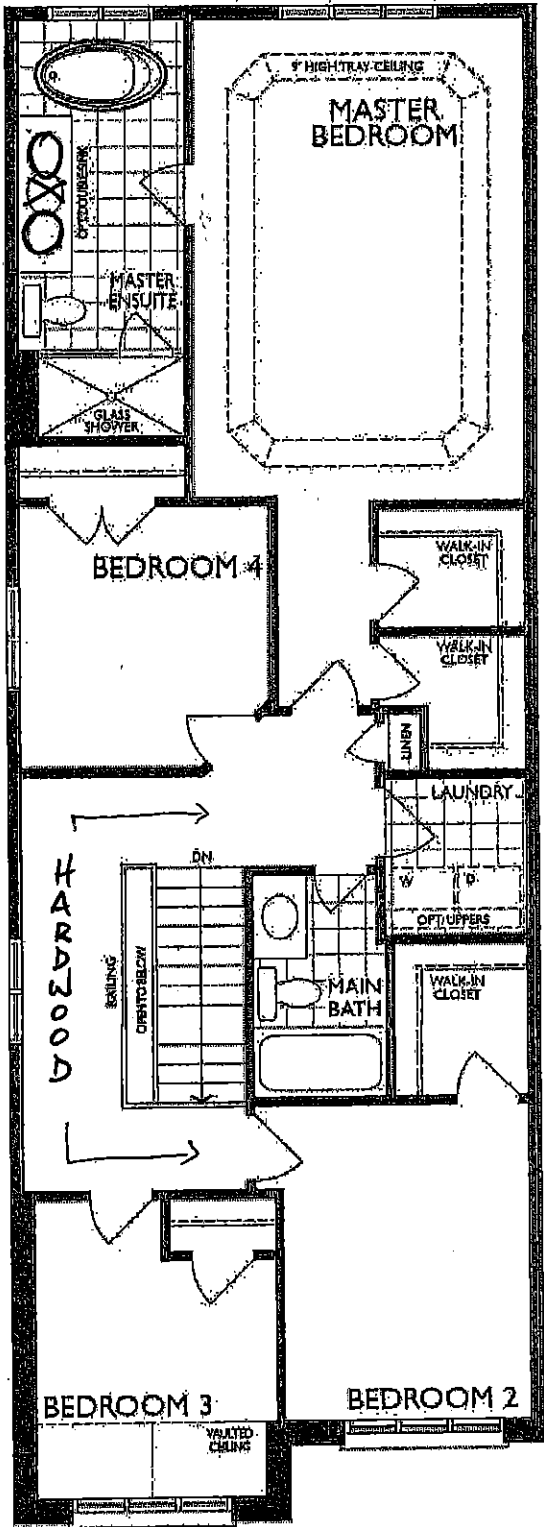 9' HIGH TRAY CEILING
MASTER
BEDROOM
OPT. DOUBLE SINK
MASTER
ENSUITE
GLASS
SHOWER
BEDROOM 4
WALK-IN
CLOSET
WALK-IN
CLOSET
LINEN
LAUNDRY
W
D
OPT. UPPERS
HARDWOOD
DN
RAILING
OPEN TO BELOW
MAIN
BATH
WALK-IN
CLOSET
BEDROOM 3
VAULTED
CEILING
BEDROOM 2